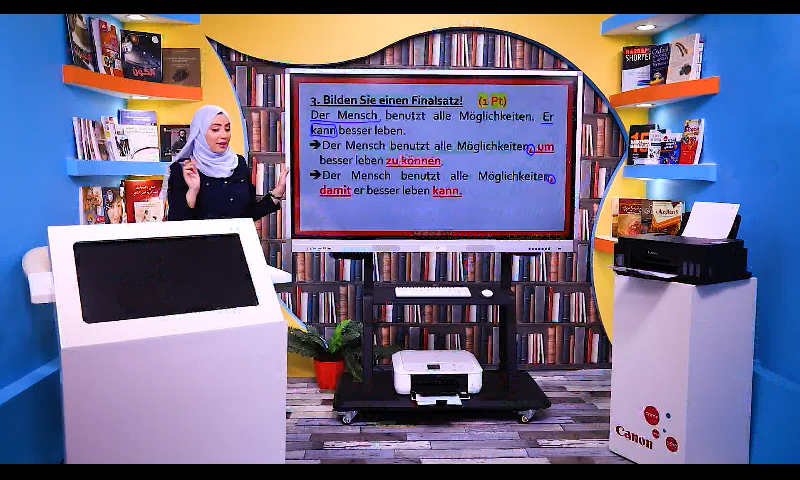 3. Bilden Sie einen Finalsatz! (1 Pt)
Der Mensch benutzt alle Möglichkeiten. Er
kann besser leben.
➔Der Mensch benutzt alle Möglichkeiten, um
besser leben zu können.
➔Der Mensch benutzt alle Möglichkeiten,
damit er besser leben kann.
الكون
Canon